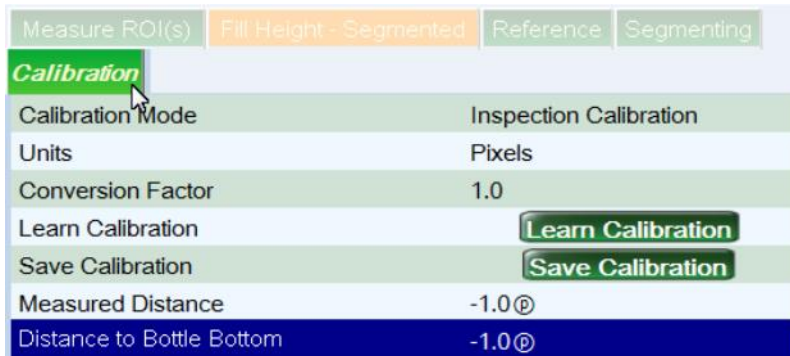 Measure ROI(s) Fill Height - Segmented Reference Segmenting
Calibration
Calibration Mode Inspection Calibration
Units Pixels
Conversion Factor 1.0
Learn Calibration Learn Calibration
Save Calibration Save Calibration
Measured Distance -1.0ⓟ
Distance to Bottle Bottom -1.0ⓟ